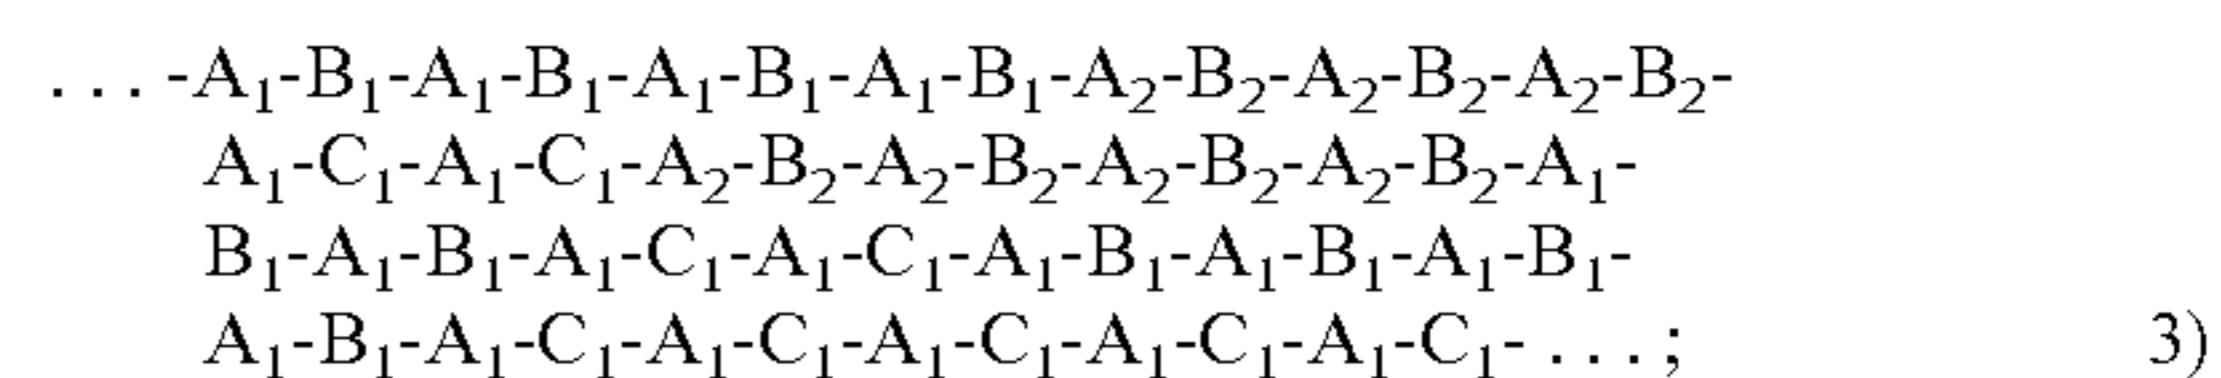 . . . -A₁-B₁-A₁-B₁-A₁-B₁-A₁-B₁-A₂-B₂-A₂-B₂-A₂-B₂-
A₁-C₁-A₁-C₁-A₂-B₂-A₂-B₂-A₂-B₂-A₂-B₂-A₁-
B₁-A₁-B₁-A₁-C₁-A₁-C₁-A₁-B₁-A₁-B₁-A₁-B₁-
A₁-B₁-A₁-C₁-A₁-C₁-A₁-C₁-A₁-C₁-A₁-C₁- . . . ; 3)